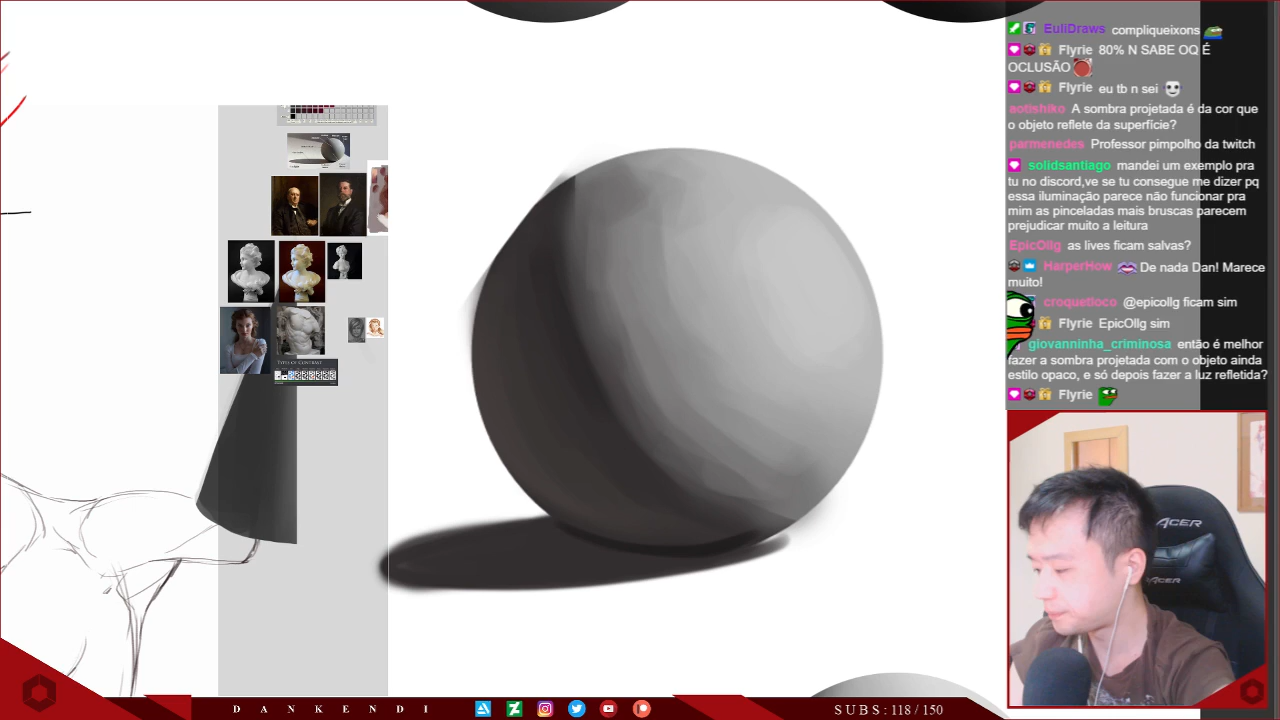 EuliDraws compliqueixons
Flyrie 80% N SABE OQ É
OCLUSÃO
Flyrie eu tb n sei
aotishiko A sombra projetada é da cor que
o objeto reflete da superfície?
parmenedes Professor pimpolho da twitch
solidsantiago mandei um exemplo pra
tu no discord,ve se tu consegue me dizer pq
essa iluminação parece não funcionar pra
mim as pinceladas mais bruscas parecem
prejudicar muito a leitura
EpicOllg as lives ficam salvas?
HarperHow De nada Dan! Marece
muito!
croquetloco @epicollg ficam sim
Flyrie EpicOllg sim
giovanninha_criminosa então é melhor
fazer a sombra projetada com o objeto ainda
estilo opaco, e só depois fazer a luz refletida?
Flyrie
TYPES OF CONTRAST
ACER
ACER
DANKENDI
SUBS: 118 / 150